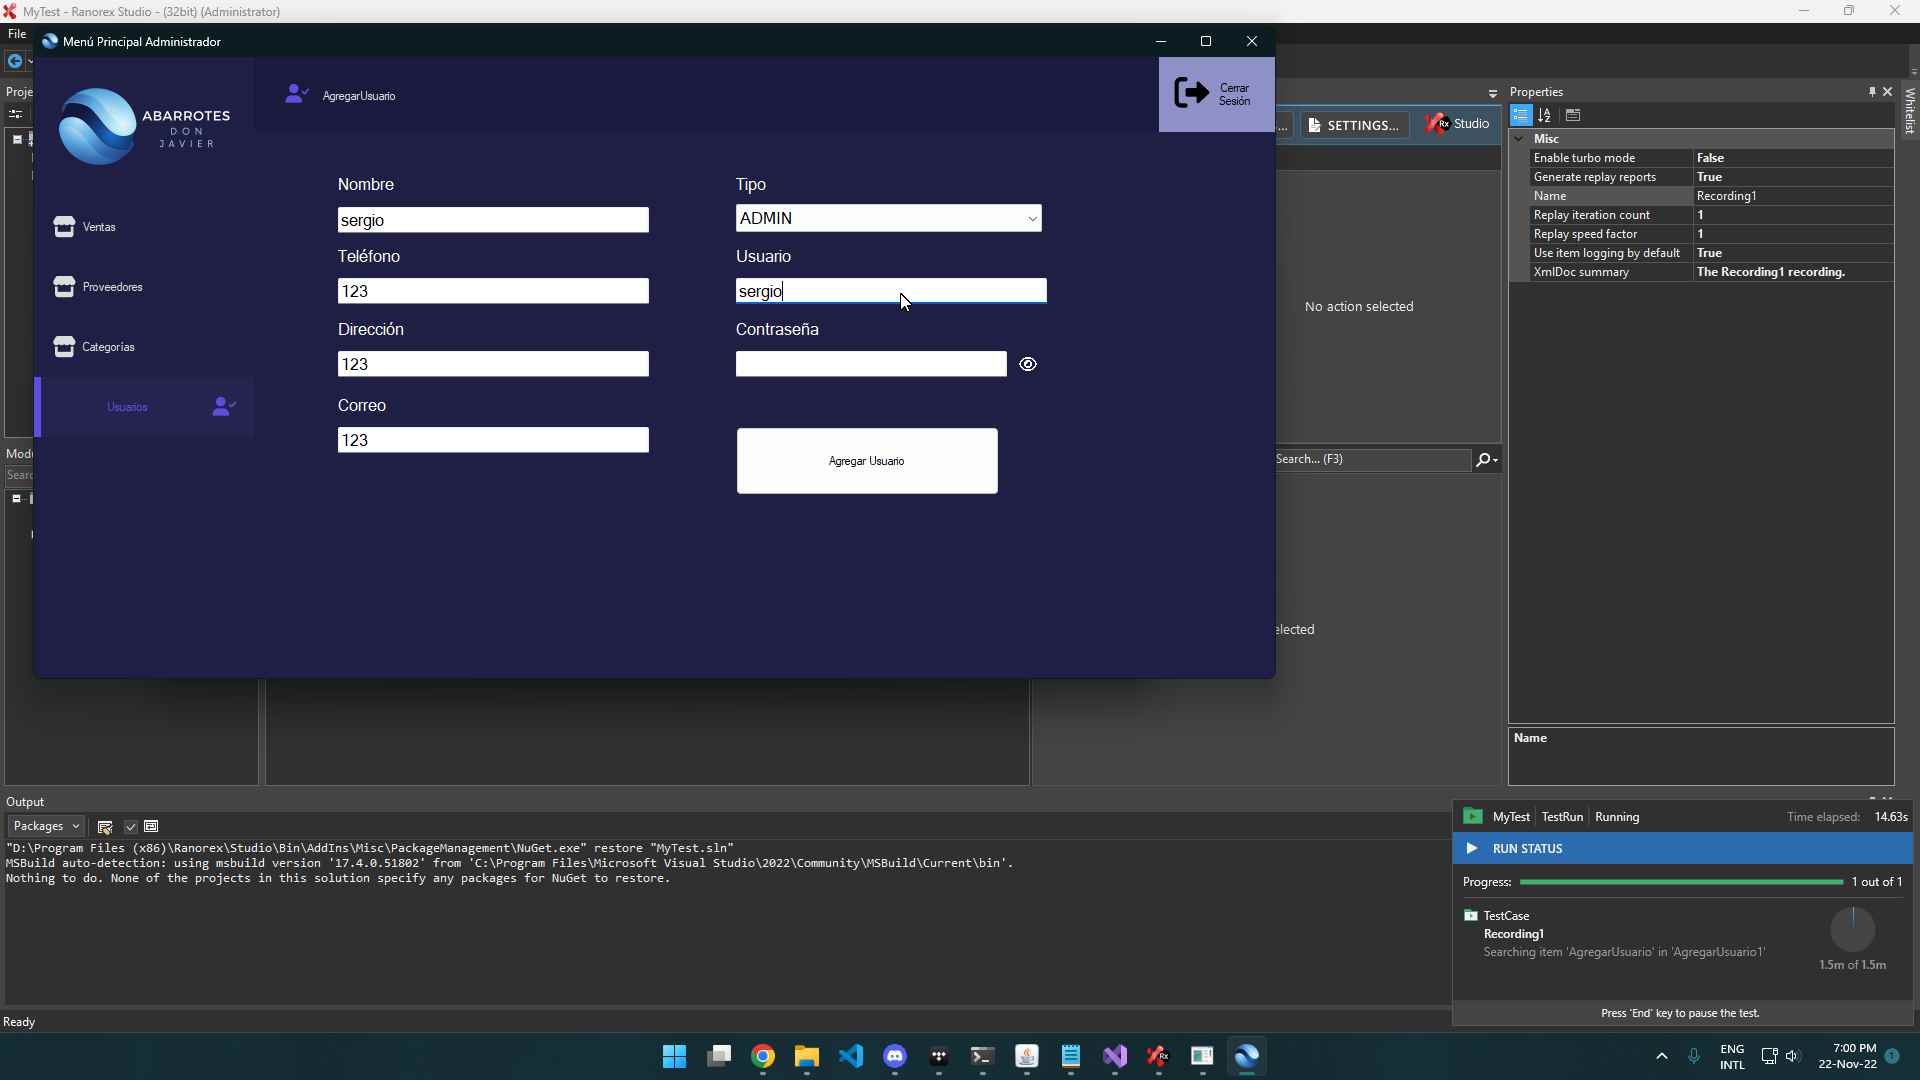 MyTest - Ranorex Studio - (32bit) (Administrator)
File
Menú Principal Administrador
ABARROTES
DON
JAVIER
AgregarUsuario
Cerrar
Sesión
Ventas
Proveedores
Categorías
Usuarios
Nombre
sergio
Teléfono
123
Dirección
123
Correo
123
Tipo
ADMIN
Usuario
sergio
Contraseña
Agregar Usuario
Proje
Modu
Searc
...
SETTINGS...
Rx Studio
No action selected
Search... (F3)
elected
Properties
Whitelist
Misc
Enable turbo mode False
Generate replay reports True
Name Recording1
Replay iteration count 1
Replay speed factor 1
Use item logging by default True
XmlDoc summary The Recording1 recording.
Name
Output
Packages
"D:\Program Files (x86)\Ranorex\Studio\Bin\AddIns\Misc\PackageManagement\NuGet.exe" restore "MyTest.sln"
MSBuild auto-detection: using msbuild version '17.4.0.51802' from 'C:\Program Files\Microsoft Visual Studio\2022\Community\MSBuild\Current\bin'.
Nothing to do. None of the projects in this solution specify any packages for NuGet to restore.
MyTest TestRun Running Time elapsed: 14.63s
RUN STATUS
Progress: 1 out of 1
TestCase
Recording1
Searching item 'AgregarUsuario' in 'AgregarUsuario1'
1.5m of 1.5m
Press 'End' key to pause the test.
Ready
ENG
INTL
7:00 PM
22-Nov-22
1